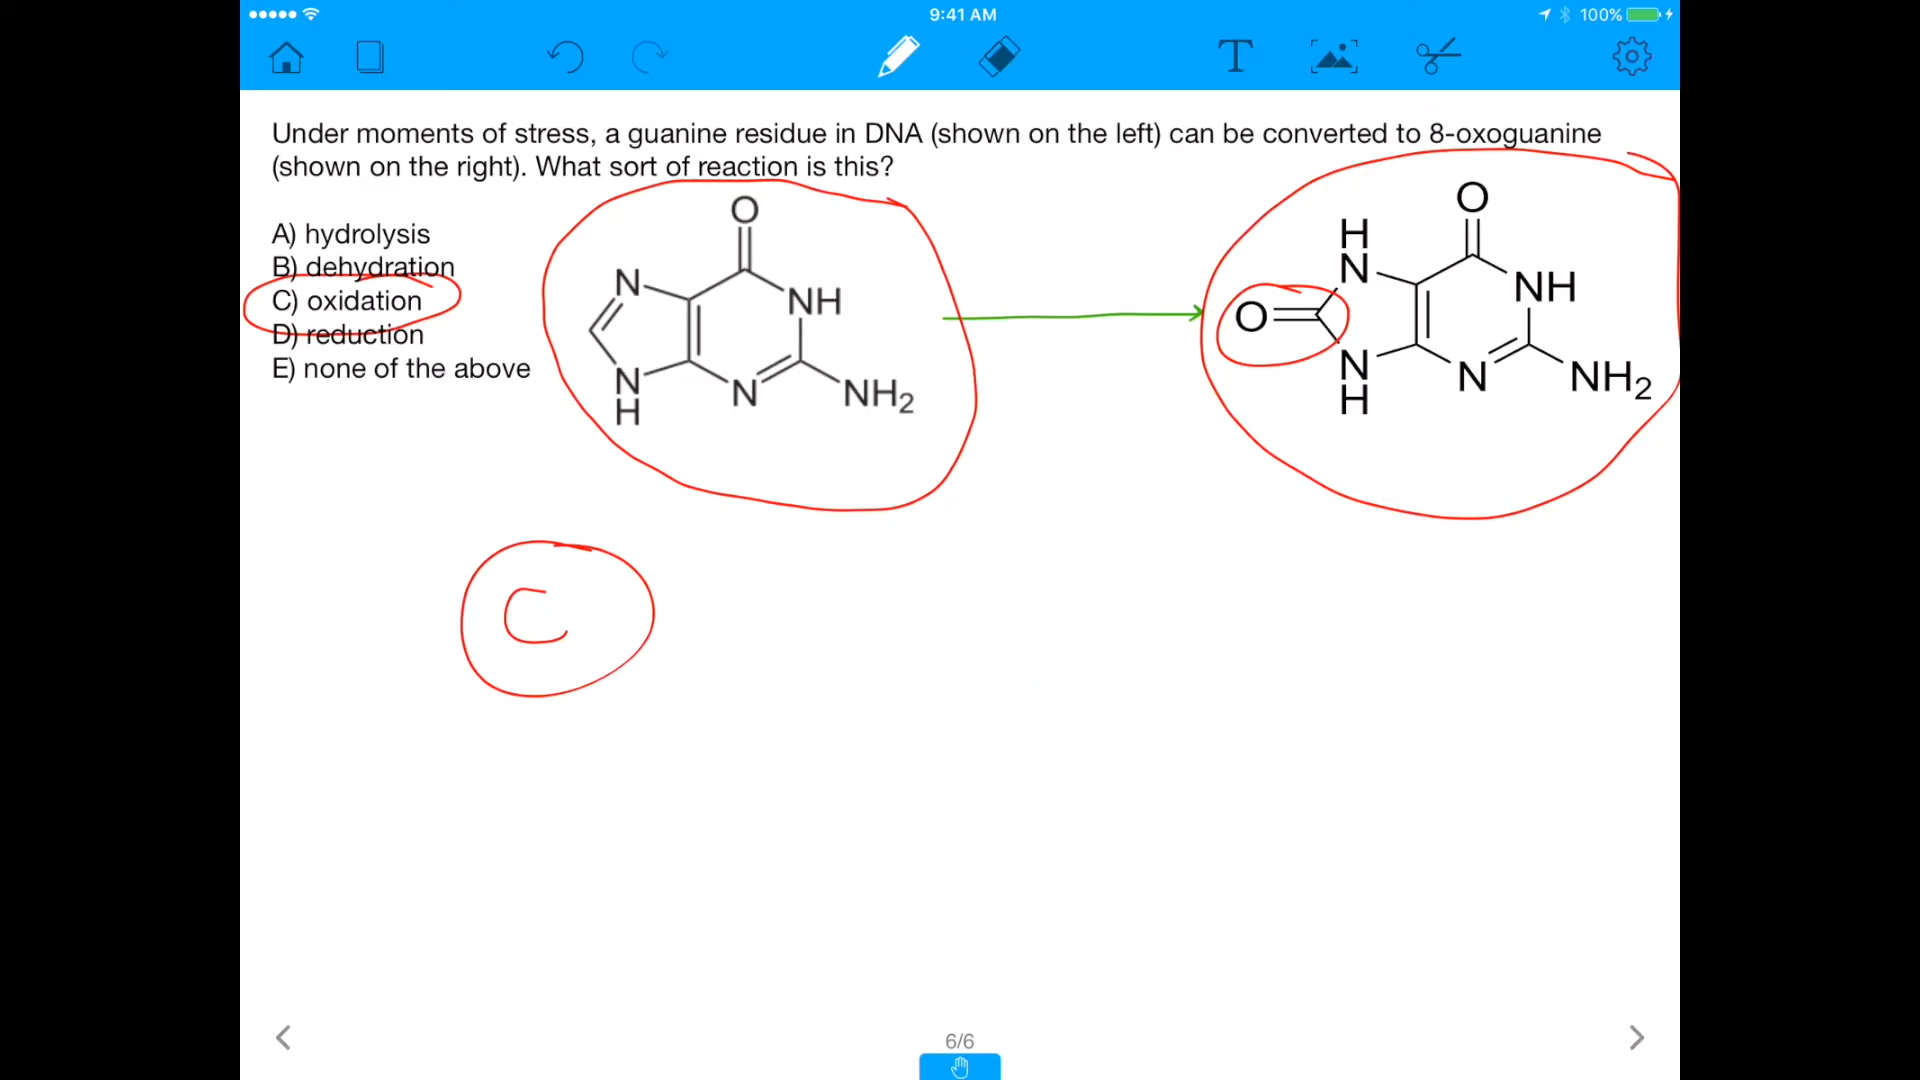 9:41 AM
100%
T
Under moments of stress, a guanine residue in DNA (shown on the left) can be converted to 8-oxoguanine
(shown on the right). What sort of reaction is this?
A) hydrolysis
B) dehydration
C) oxidation
D) reduction
E) none of the above
O
N
NH
N
H
N
NH₂
O
H
N
NH
O
N
H
N
NH₂
C
6/6